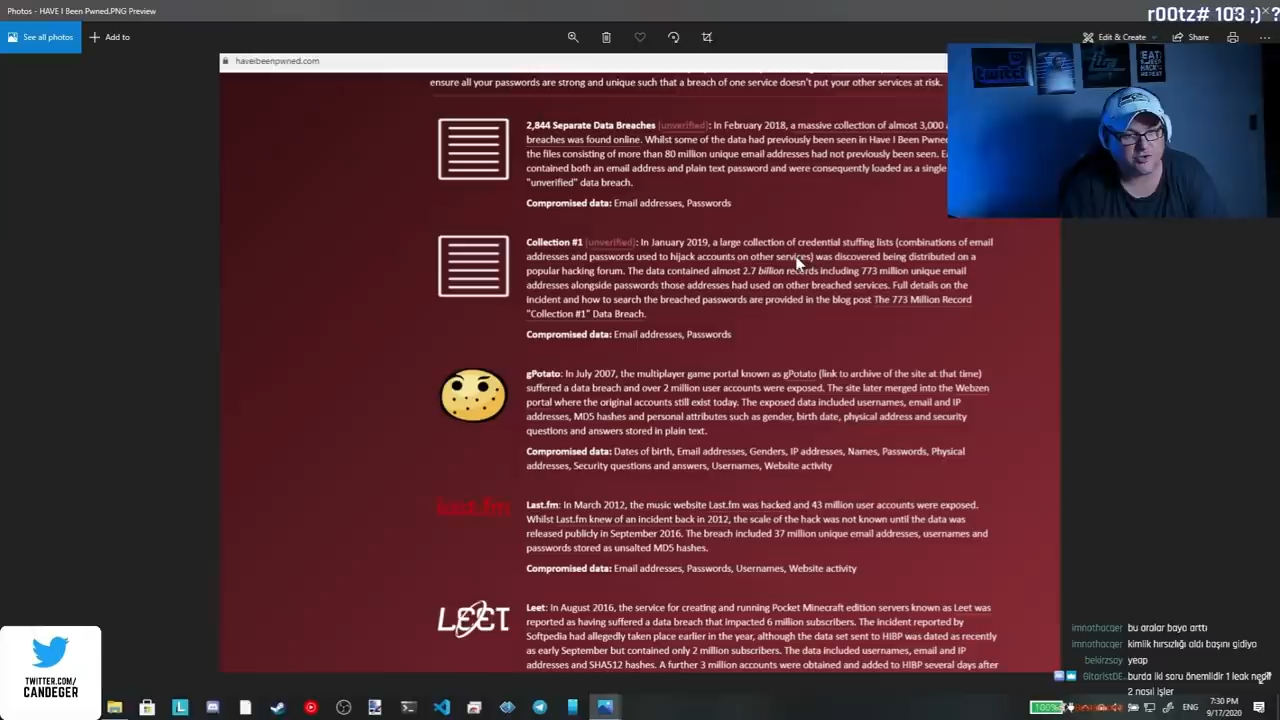 Photos - HAVE I Been Pwned.PNG Preview
r00tz# 103 ;) ?
See all photos
Add to
Edit & Create
Share
haveibeenpwned.com
ensure all your passwords are strong and unique such that a breach of one service doesn't put your other services at risk.
2,844 Separate Data Breaches (unverified): In February 2018, a massive collection of almost 3,000
breaches was found online. Whilst some of the data had previously been seen in Have I Been Pwned
the files consisting of more than 80 million unique email addresses had not previously been seen.
contained both an email address and plain text password and were consequently loaded as a single
"unverified" data breach.
Compromised data: Email addresses, Passwords
Collection #1 (unverified): In January 2019, a large collection of credential stuffing lists (combinations of email
addresses and passwords used to hijack accounts on other services) was discovered being distributed on a
popular hacking forum. The data contained almost 2.7 billion records including 773 million unique email
addresses alongside passwords those addresses had used on other breached services. Full details on the
incident and how to search the breached passwords are provided in the blog post The 773 Million Record
"Collection #1" Data Breach.
Compromised data: Email addresses, Passwords
gPotato: In July 2007, the multiplayer game portal known as gPotato (link to archive of the site at that time)
suffered a data breach and over 2 million user accounts were exposed. The site later merged into the Webzen
portal where the original accounts still exist today. The exposed data included usernames, email and IP
addresses, MD5 hashes and personal attributes such as gender, birth date, physical address and security
questions and answers stored in plain text.
Compromised data: Dates of birth, Email addresses, Genders, IP addresses, Names, Passwords, Physical
addresses, Security questions and answers, Usernames, Website activity
last.fm
Last.fm: In March 2012, the music website Last.fm was hacked and 43 million user accounts were exposed.
Whilst Last.fm knew of an incident back in 2012, the scale of the hack was not known until the data was
released publicly in September 2016. The breach included 37 million unique email addresses, usernames and
passwords stored as unsalted MD5 hashes.
Compromised data: Email addresses, Passwords, Usernames, Website activity
LEET
Leet: In August 2016, the service for creating and running Pocket Minecraft edition servers known as Leet was
reported as having suffered a data breach that impacted 6 million subscribers. The incident reported by
Softpedia had allegedly taken place earlier in the year, although the data set sent to HIBP was dated as recently
as early September but contained only 2 million subscribers. The data included usernames, email and IP
addresses and SHA512 hashes. A further 3 million accounts were obtained and added to HIBP several days after
imnothacqer bu aralar baya arttı
imnothacqer kimlik hırsızlığı aldı başını gidiyo
bekirzsoy yeap
GitaristDE.. burda iki soru önemlidir 1 leak nedir
2 nasıl işler
TWITTER.COM/
CANDEGER
100%
ENG
7:30 PM
9/17/2020